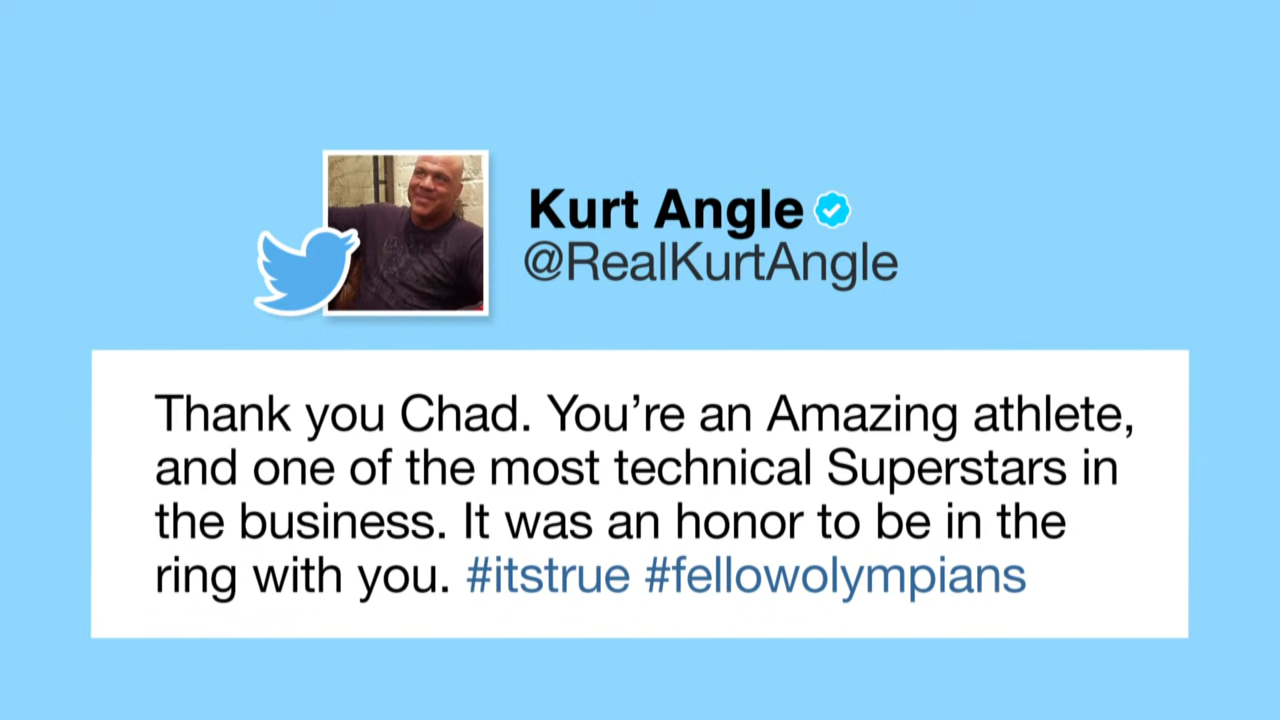 Kurt Angle
@RealKurtAngle
Thank you Chad. You’re an Amazing athlete,
and one of the most technical Superstars in
the business. It was an honor to be in the
ring with you. #itstrue #fellowolympians